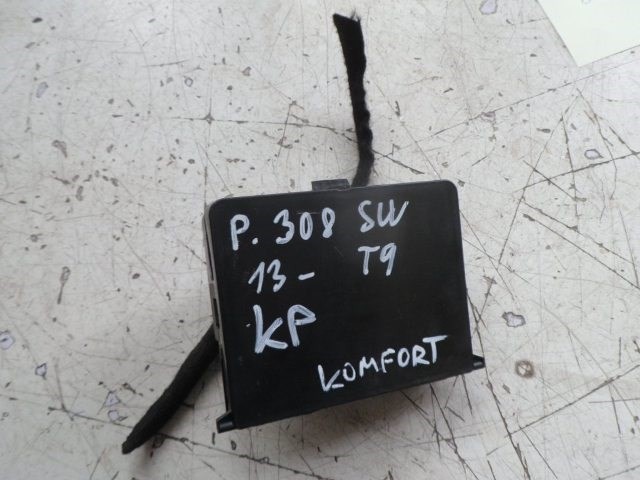 P. 308 SW
13- T9
KP
KOMFORT